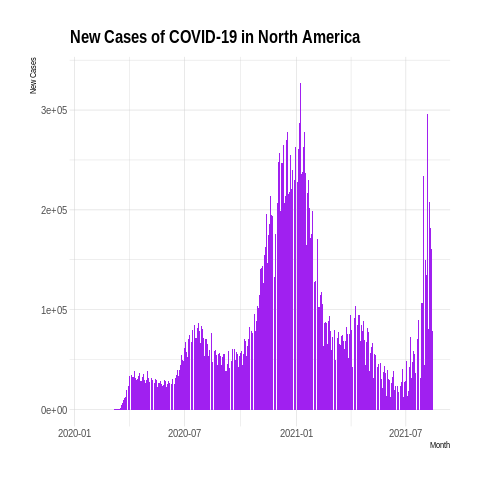 New Cases of COVID-19 in North America
New Cases
3e+05
2e+05
1e+05
0e+00
2020-01 2020-07 2021-01 2021-07
Month